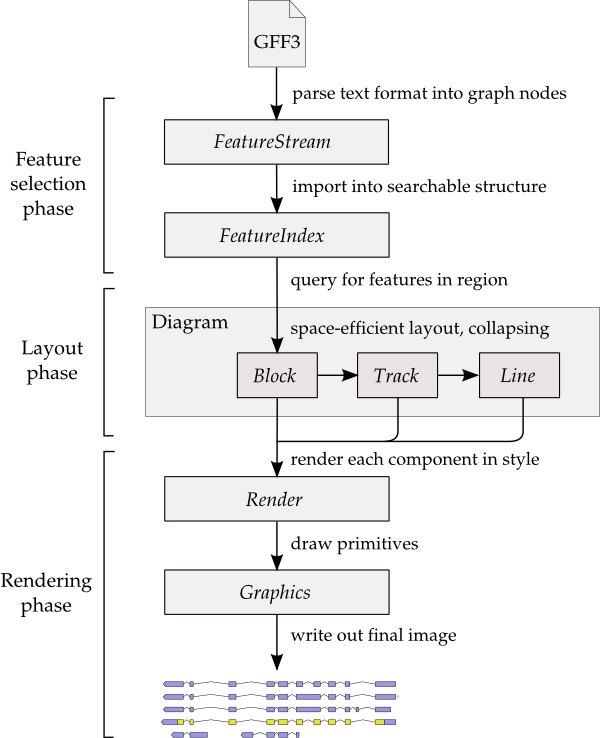 GFF3
parse text format into graph nodes
FeatureStream
Feature
selection
phase
import into searchable structure
FeatureIndex
query for features in region
Diagram
space-efficient layout, collapsing
Layout
phase
Block
Track
Line
render each component in style
Render
draw primitives
Rendering
phase
Graphics
write out final image